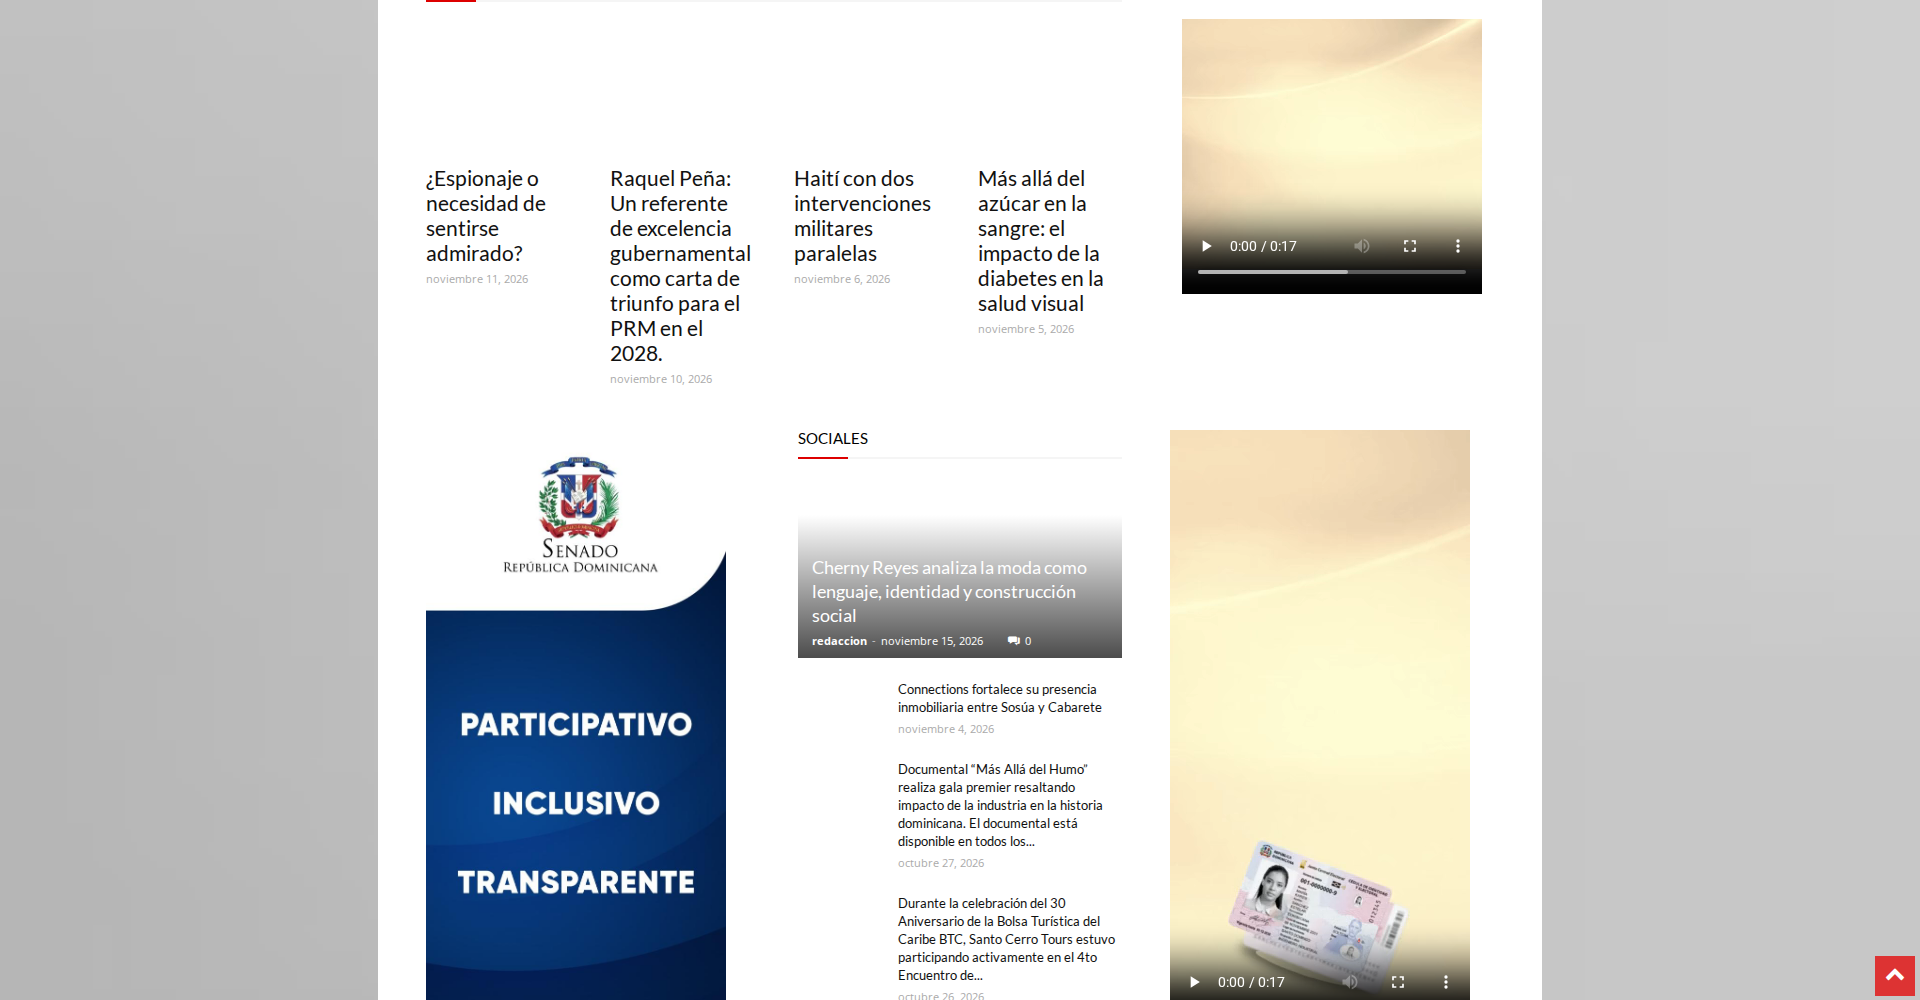 ¿Espionaje o
necesidad de
sentirse
admirado?
noviembre 11, 2026
Raquel Peña:
Un referente
de excelencia
gubernamental
como carta de
triunfo para el
PRM en el
2028.
noviembre 10, 2026
Haití con dos
intervenciones
militares
paralelas
noviembre 6, 2026
Más allá del
azúcar en la
sangre: el
impacto de la
diabetes en la
salud visual
noviembre 5, 2026
0:00 / 0:17
SENADO
REPÚBLICA DOMINICANA
PARTICIPATIVO
INCLUSIVO
TRANSPARENTE
SOCIALES
Cherny Reyes analiza la moda como
lenguaje, identidad y construcción
social
redaccion - noviembre 15, 2026 0
Connections fortalece su presencia
inmobiliaria entre Sosúa y Cabarete
noviembre 4, 2026
Documental “Más Allá del Humo”
realiza gala premier resaltando
impacto de la industria en la historia
dominicana. El documental está
disponible en todos los...
octubre 27, 2026
Durante la celebración del 30
Aniversario de la Bolsa Turística del
Caribe BTC, Santo Cerro Tours estuvo
participando activamente en el 4to
Encuentro de...
octubre 26, 2026
0:00 / 0:17